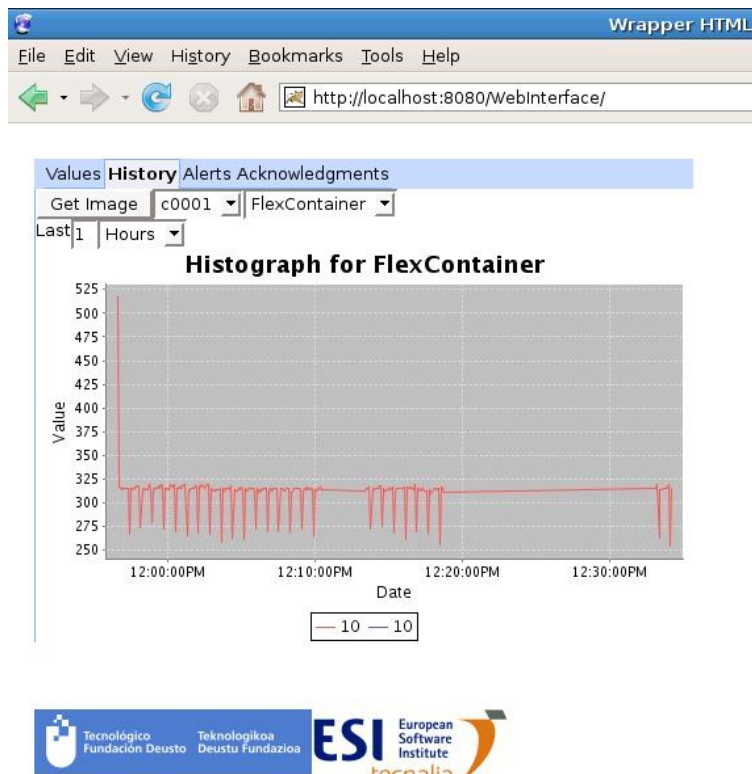 Wrapper HTML
File Edit View History Bookmarks Tools Help
http://localhost:8080/WebInterface/
Values History Alerts Acknowledgments
Get Image c0001 FlexContainer
Last 1 Hours
Histograph for FlexContainer
525
500
475
450
425
400
375
350
325
300
275
250
Value
12:00:00PM 12:10:00PM 12:20:00PM 12:30:00PM
Date
10 10
Tecnológico Teknologikoa
Fundación Deusto Deustu Fundazioa
ESI European
Software
Institute
tecnalia